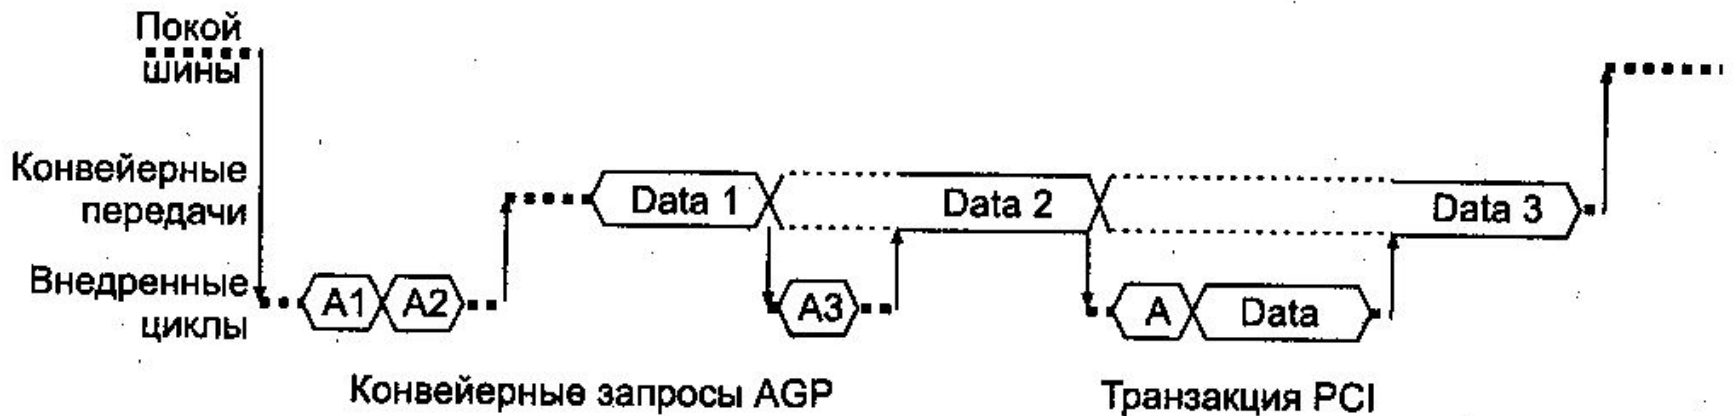 Покой
шины
Конвейерные
передачи
Data 1
Data 2
Data 3
Внедренные
циклы
A1
A2
A3
A
Data
Конвейерные запросы AGP
Транзакция PCI